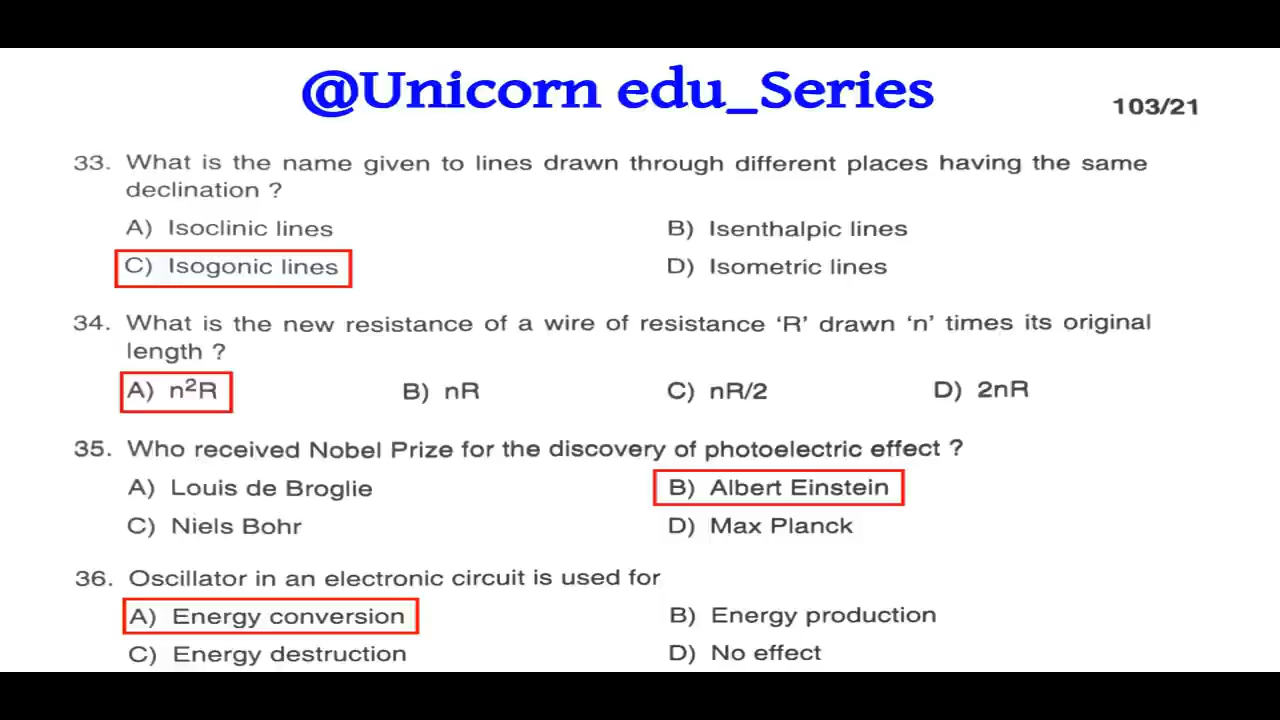 @Unicorn edu_Series
103/21
33. What is the name given to lines drawn through different places having the same
declination ?
A) Isoclinic lines B) Isenthalpic lines
C) Isogonic lines D) Isometric lines
34. What is the new resistance of a wire of resistance ‘R’ drawn ‘n’ times its original
length ?
A) n²R B) nR C) nR/2 D) 2nR
35. Who received Nobel Prize for the discovery of photoelectric effect ?
A) Louis de Broglie B) Albert Einstein
C) Niels Bohr D) Max Planck
36. Oscillator in an electronic circuit is used for
A) Energy conversion B) Energy production
C) Energy destruction D) No effect